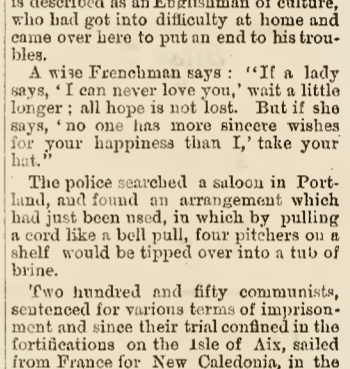 is described as an Englishman of culture,
who had got into difficulty at home and
came over here to put an end to his trou-
bles.
A wise Frenchman says : "If a lady
says, ' I can never love you,' wait a little
longer ; all hope is not lost. But if she
says, ' no one has more sincere wishes
for your happiness than I,' take your
hat."
The police searched a saloon in Port-
land, and found an arrangement which
had just been used, in which by pulling
a cord like a bell pull, four pitchers on a
shelf would be tipped over into a tub of
brine.
Two hundred and fifty communists,
sentenced for various terms of imprison-
ment and since their trial confined in the
fortifications on the Isle of Aix, sailed
from France for New Caledonia, in the